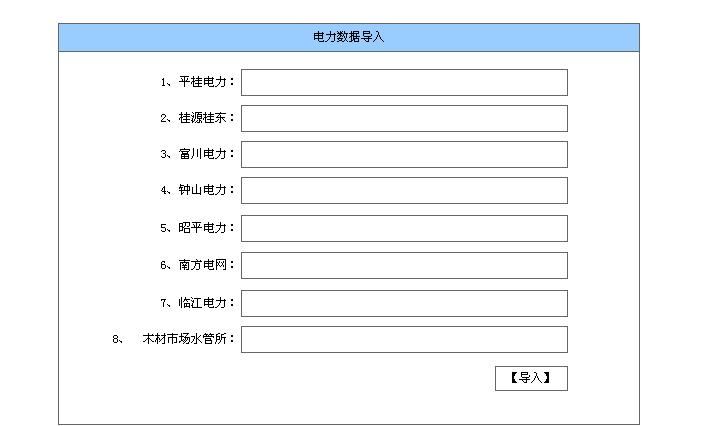 电力数据导入
1、平桂电力：
2、桂源桂东：
3、富川电力：
4、钟山电力：
5、昭平电力：
6、南方电网：
7、临江电力：
8、 木材市场水管所：
【导入】